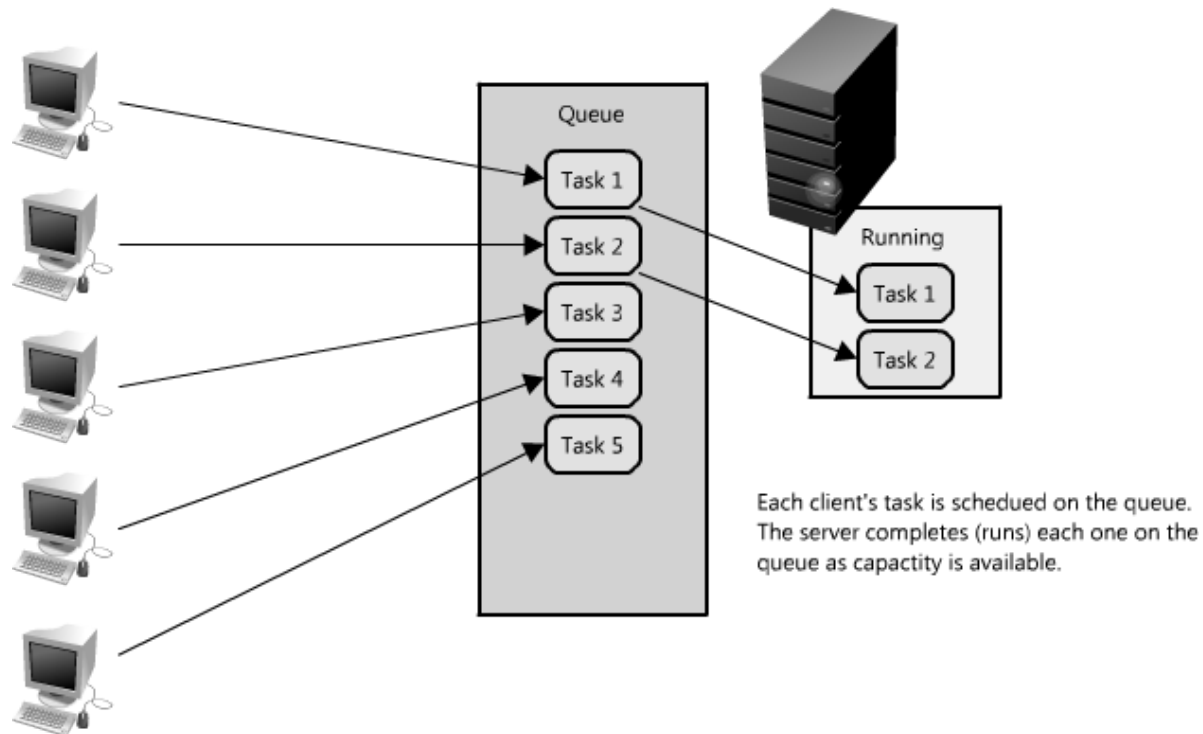 Queue
Task 1
Task 2
Task 3
Task 4
Task 5
Running
Task 1
Task 2
Each client's task is schedued on the queue.
The server completes (runs) each one on the
queue as capactity is available.